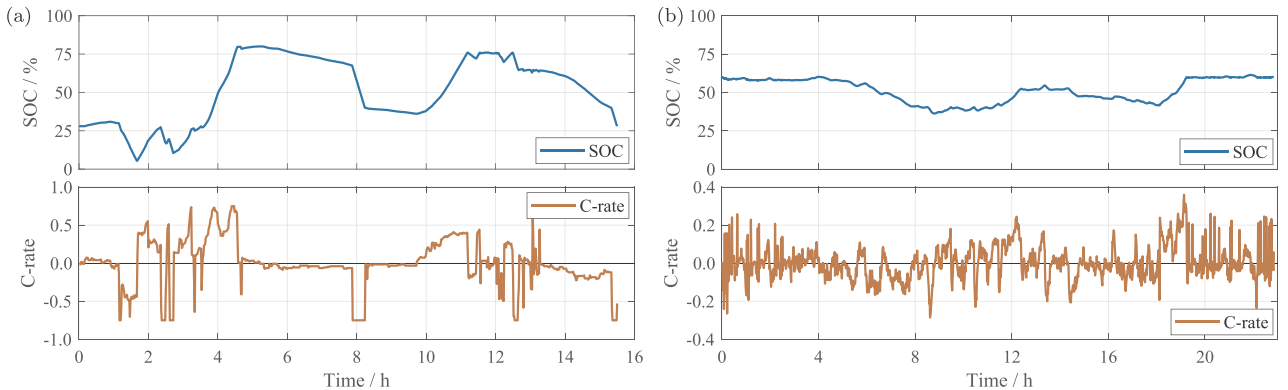 (a)
100
75
50
25
0
SOC / %
SOC
1.0
0.5
0.0
-0.5
-1.0
C-rate
C-rate
0 2 4 6 8 10 12 14 16
Time / h
(b)
100
75
50
25
0
SOC / %
SOC
0.4
0.2
0.0
-0.2
-0.4
C-rate
C-rate
0 4 8 12 16 20
Time / h